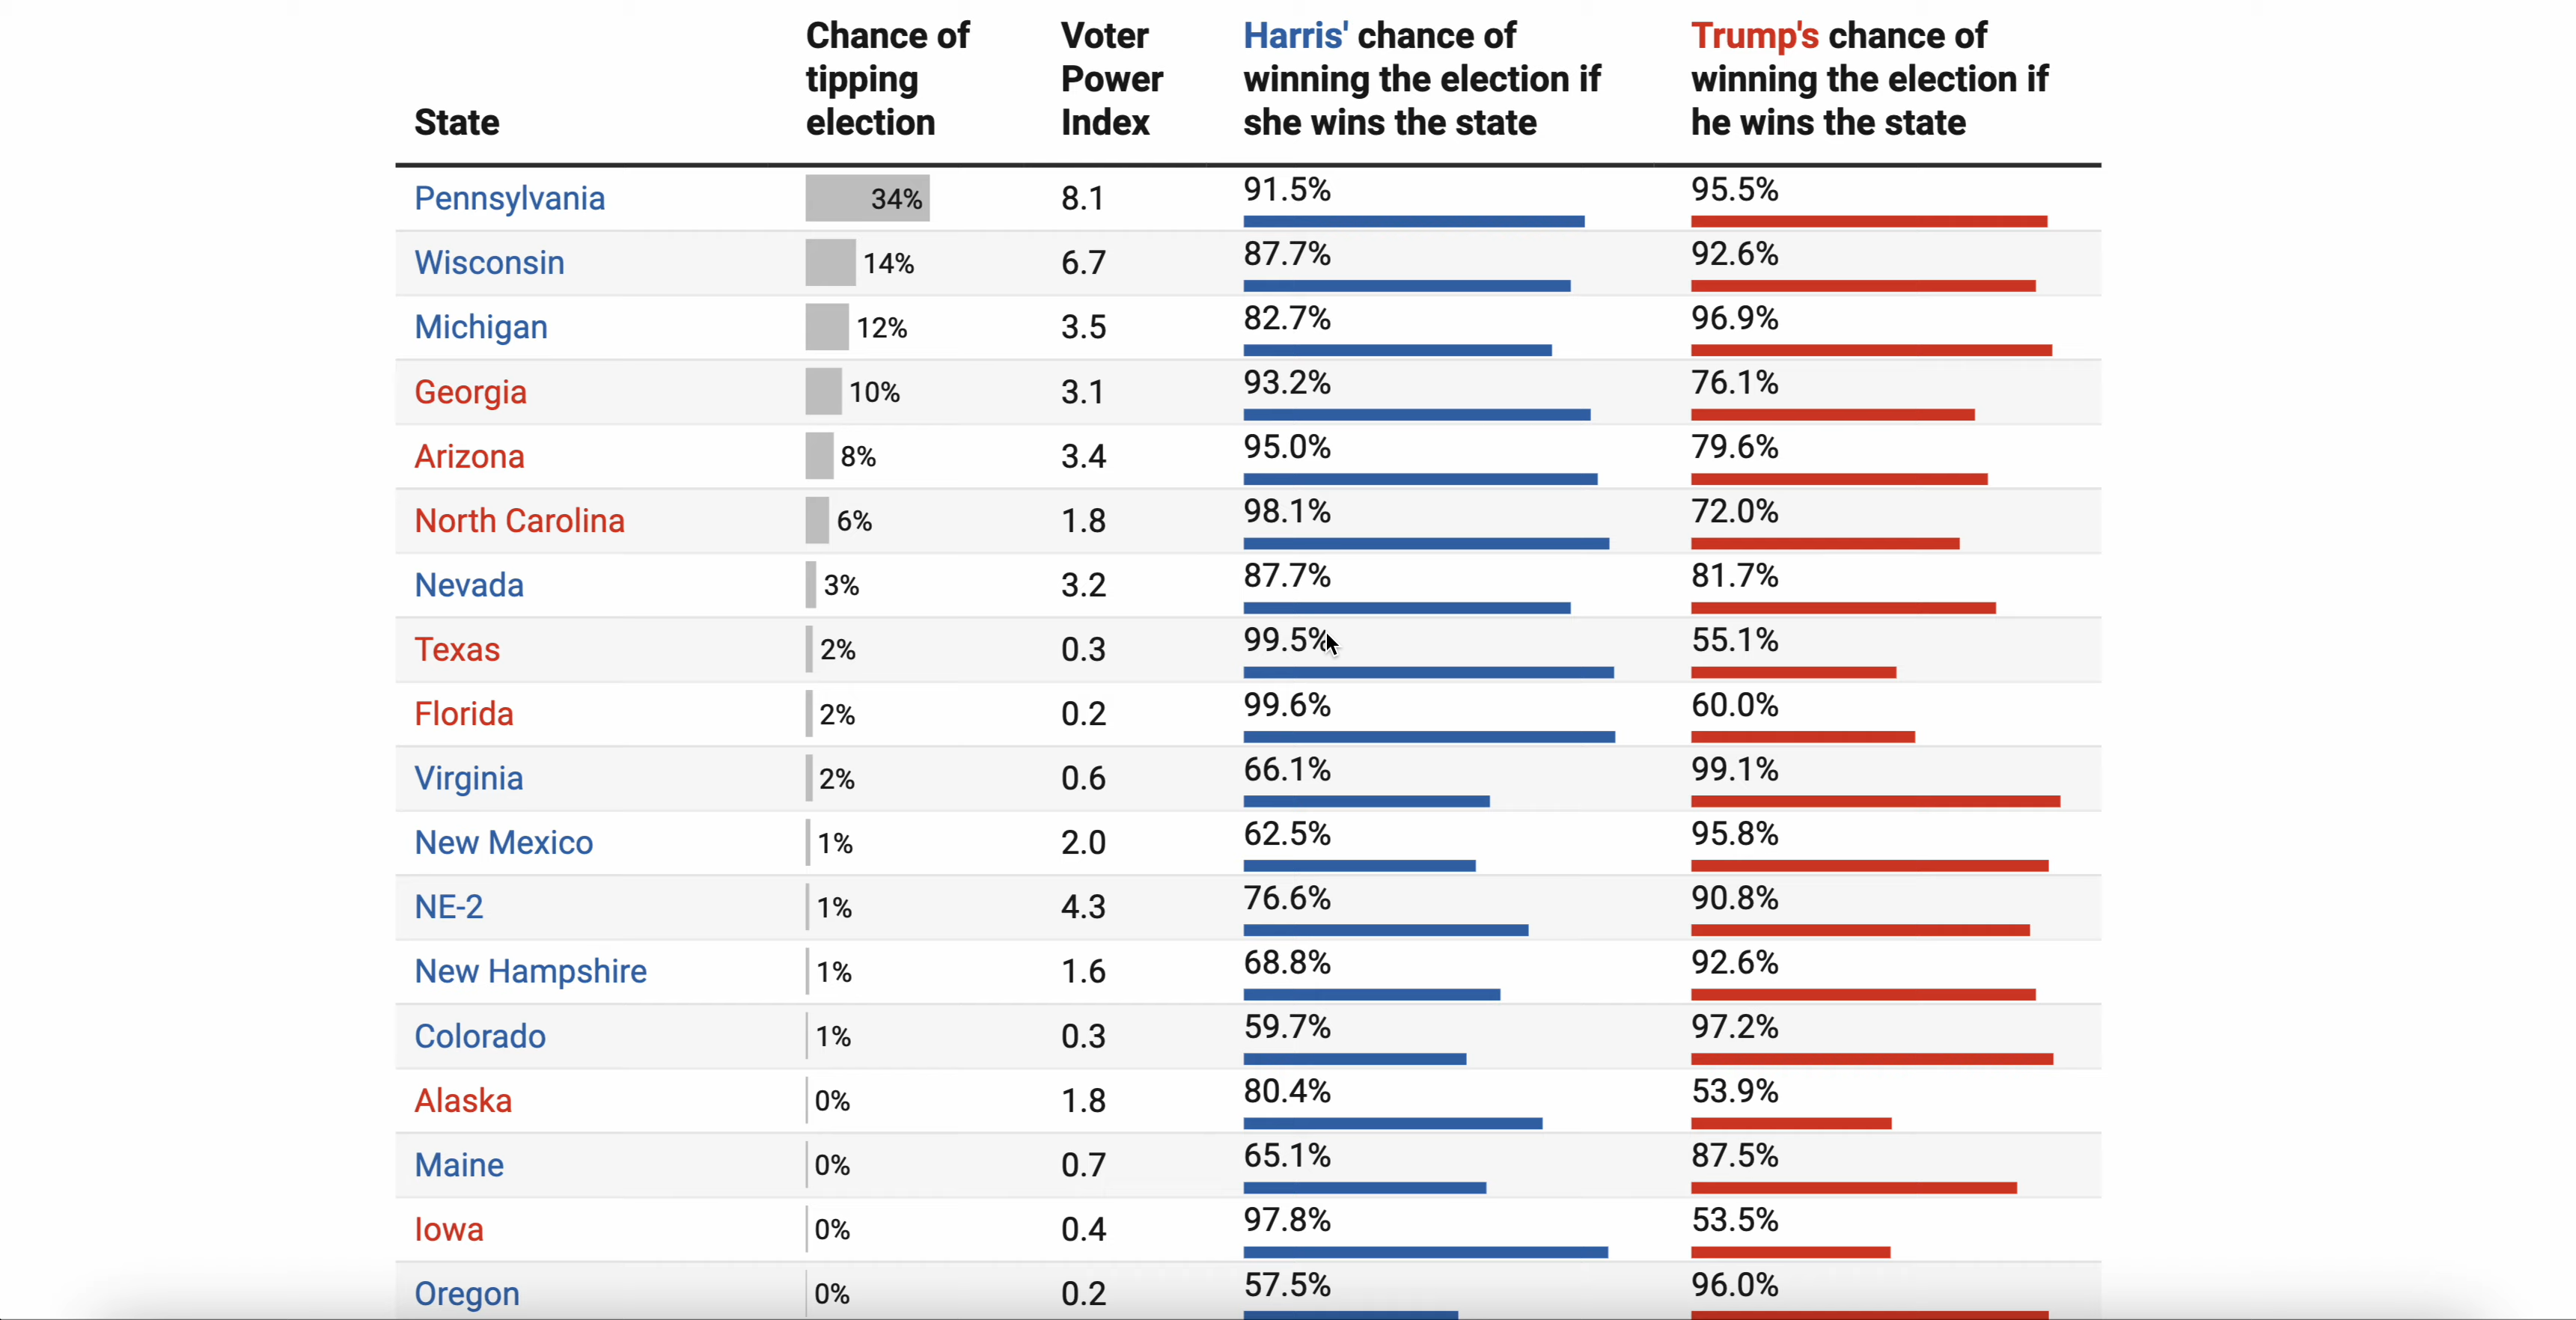 State
Chance of
tipping
election
Voter
Power
Index
Harris' chance of
winning the election if
she wins the state
Trump's chance of
winning the election if
he wins the state
Pennsylvania 34% 8.1 91.5% 95.5%
Wisconsin 14% 6.7 87.7% 92.6%
Michigan 12% 3.5 82.7% 96.9%
Georgia 10% 3.1 93.2% 76.1%
Arizona 8% 3.4 95.0% 79.6%
North Carolina 6% 1.8 98.1% 72.0%
Nevada 3% 3.2 87.7% 81.7%
Texas 2% 0.3 99.5% 55.1%
Florida 2% 0.2 99.6% 60.0%
Virginia 2% 0.6 66.1% 99.1%
New Mexico 1% 2.0 62.5% 95.8%
NE-2 1% 4.3 76.6% 90.8%
New Hampshire 1% 1.6 68.8% 92.6%
Colorado 1% 0.3 59.7% 97.2%
Alaska 0% 1.8 80.4% 53.9%
Maine 0% 0.7 65.1% 87.5%
Iowa 0% 0.4 97.8% 53.5%
Oregon 0% 0.2 57.5% 96.0%